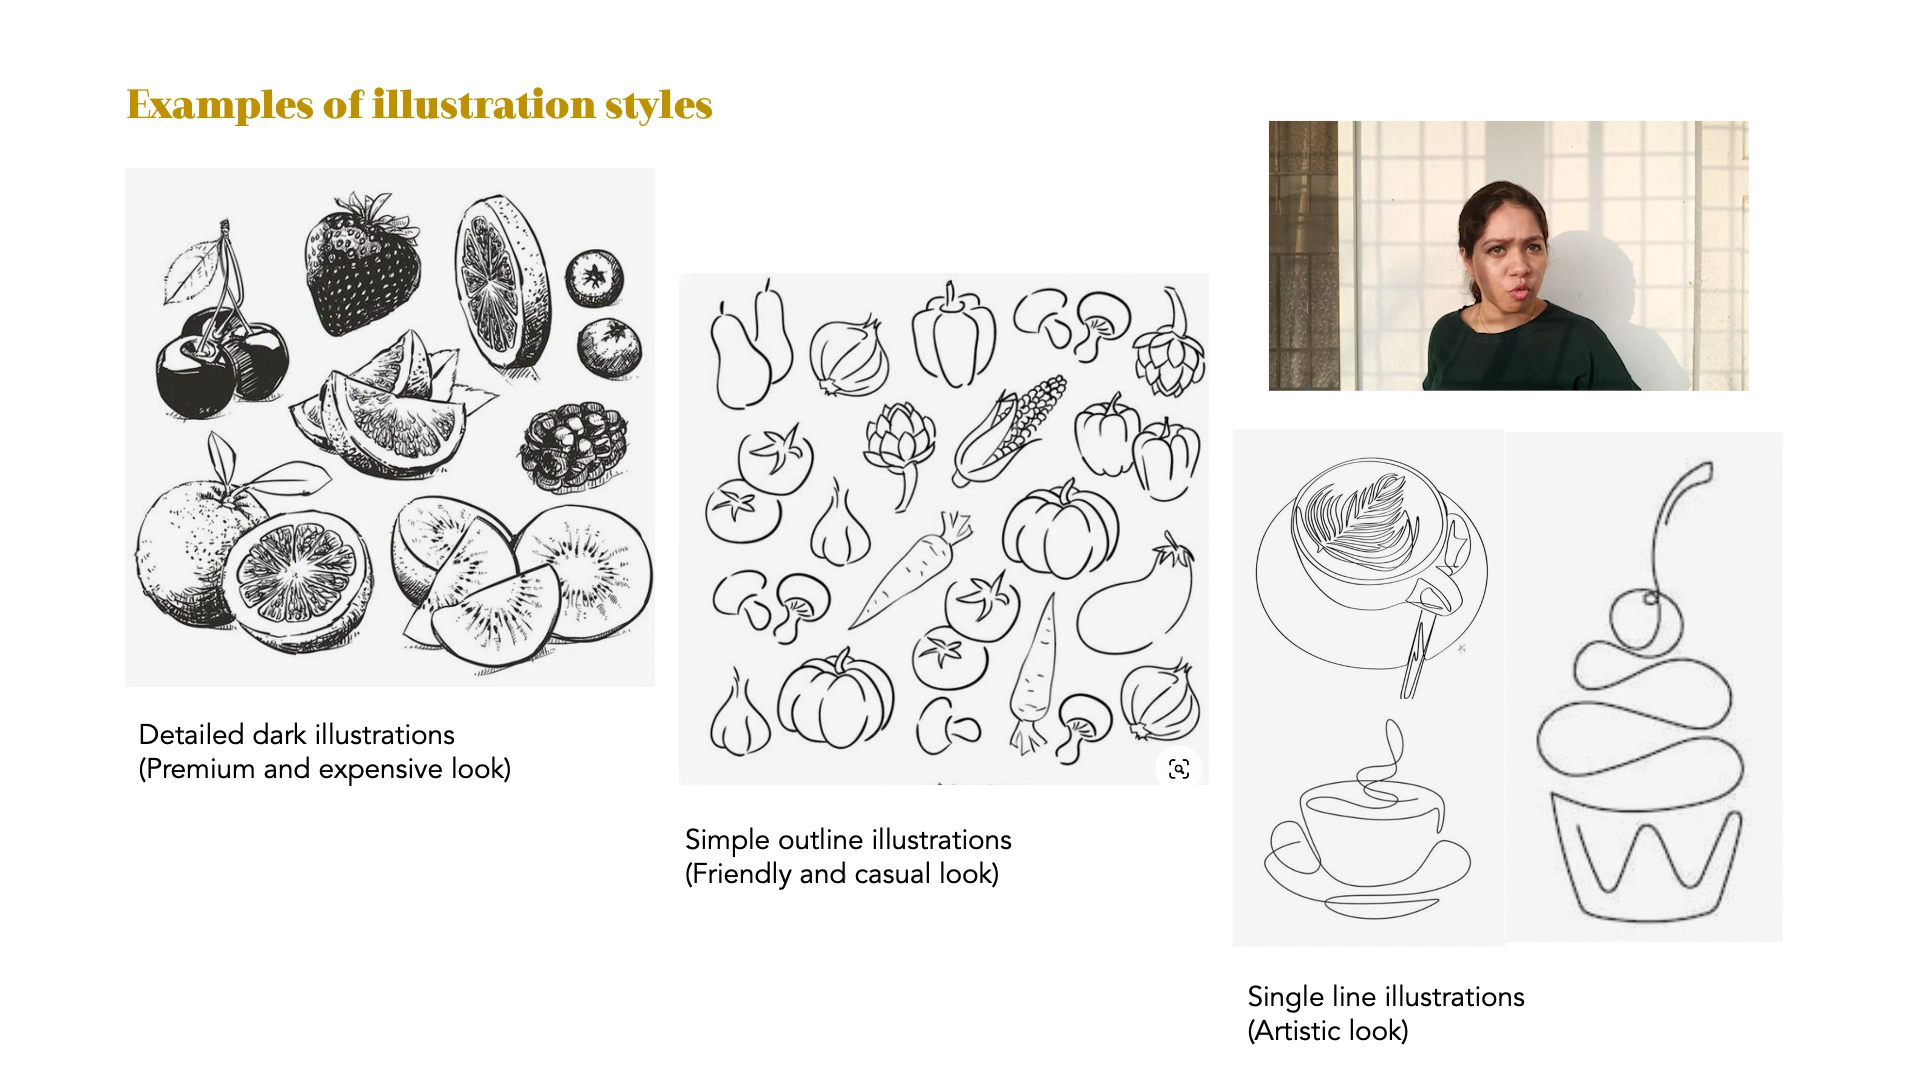 Examples of illustration styles
Detailed dark illustrations
(Premium and expensive look)
Simple outline illustrations
(Friendly and casual look)
Single line illustrations
(Artistic look)